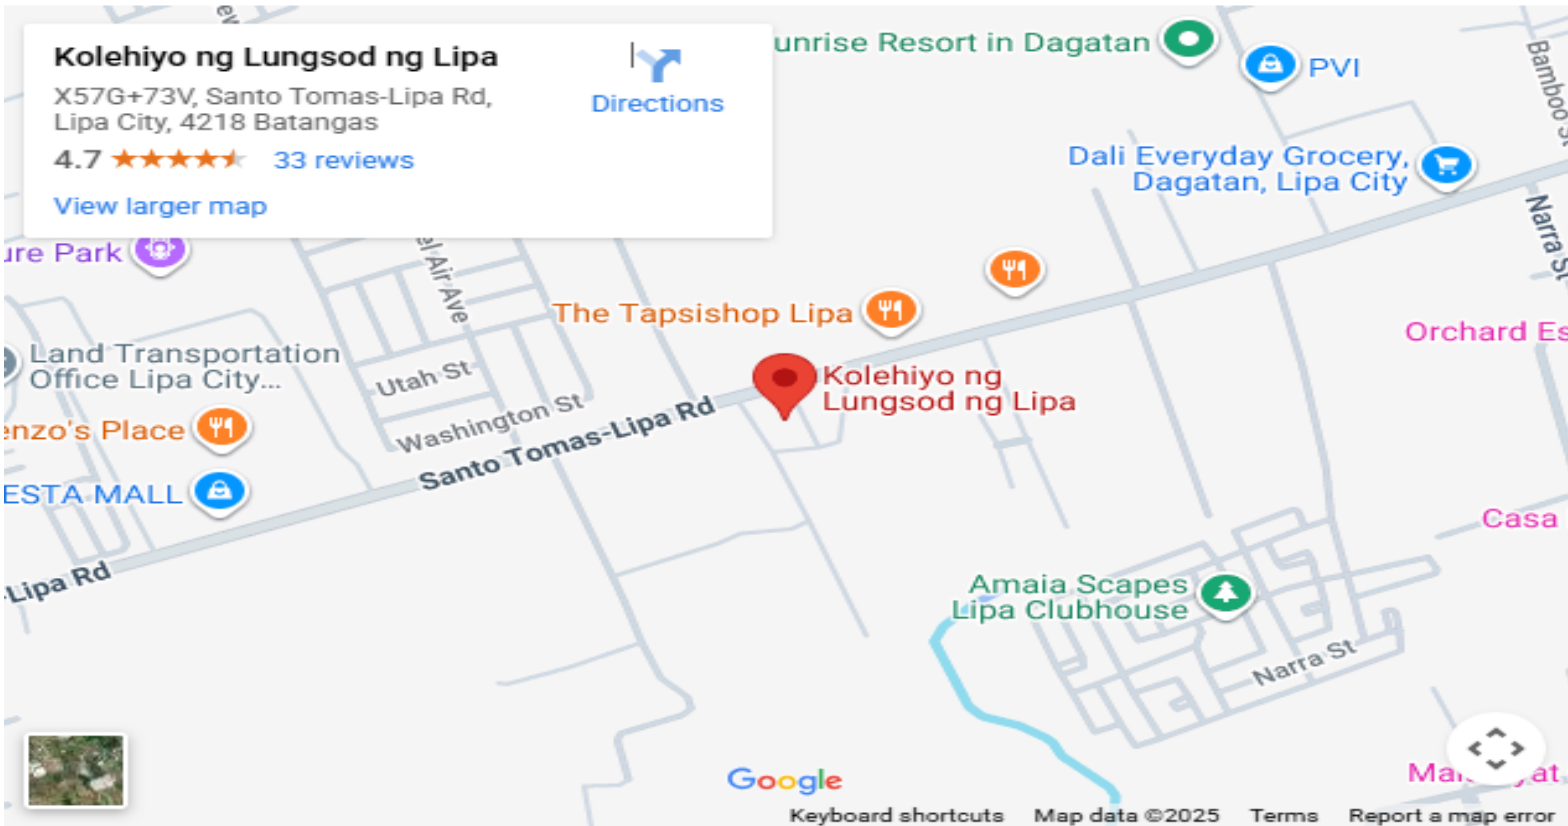 Kolehiyo ng Lungsod ng Lipa
X57G+73V, Santo Tomas-Lipa Rd,
Lipa City, 4218 Batangas
4.7
33 reviews
View larger map
Directions
unrise Resort in Dagatan
PVI
Bamboo S
Dali Everyday Grocery,
Dagatan, Lipa City
Narra St
ure Park
el Air Ave
The Tapsishop Lipa
Orchard Es
Land Transportation
Office Lipa City...
Utah St
Kolehiyo ng
Lungsod ng Lipa
Washington St
enzo's Place
Santo Tomas-Lipa Rd
ESTA MALL
Casa
-Lipa Rd
Amaia Scapes
Lipa Clubhouse
Narra St
Google
Keyboard shortcuts
Map data ©2025
Terms
Report a map error